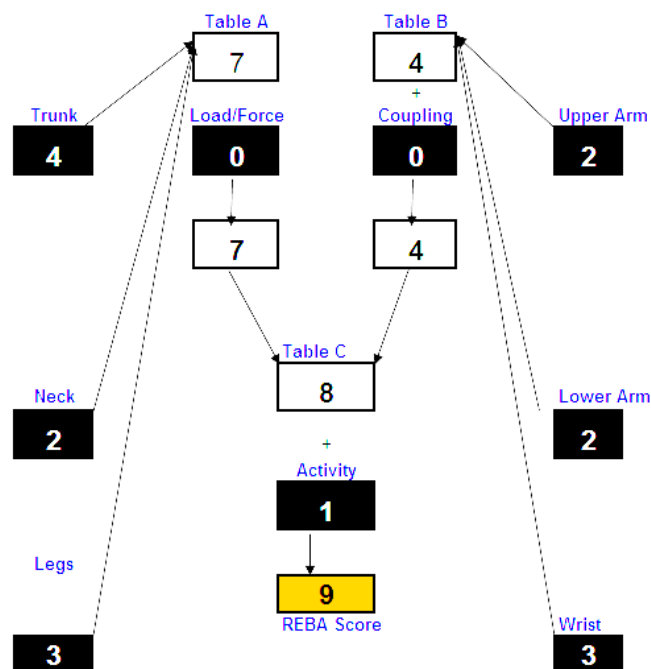 Table A Table B
7 4
+
Trunk Load/Force Coupling Upper Arm
4 0 0 2
7 4
Table C
8
Neck Lower Arm
2 2
+
Activity
1
Legs
9
REBA Score Wrist
3 3